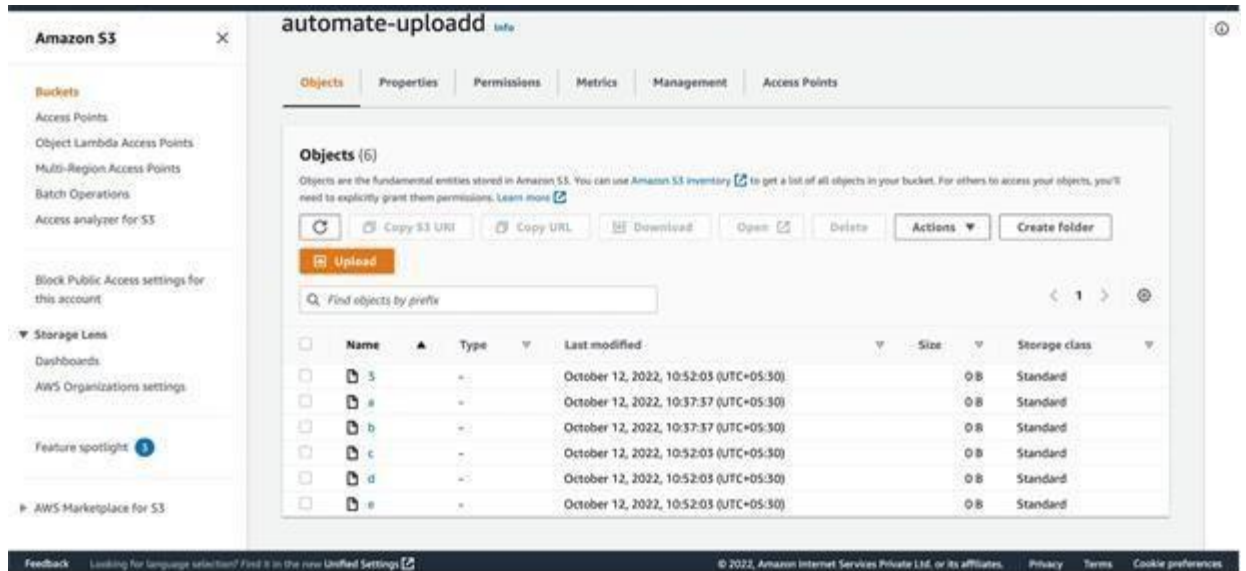 Amazon S3
automate-uploadd Info
Buckets
Access Points
Object Lambda Access Points
Multi-Region Access Points
Batch Operations
Access analyzer for S3
Block Public Access settings for
this account
Storage Lens
Dashboards
AWS Organizations settings
Feature spotlight 3
AWS Marketplace for S3
Objects Properties Permissions Metrics Management Access Points
Objects (6)
Objects are the fundamental entities stored in Amazon S3. You can use Amazon S3 inventory to get a list of all objects in your bucket. For others to access your objects, you'll
need to explicitly grant them permissions. Learn more
Copy S3 URI Copy URL Download Open Delete Actions Create folder
Upload
Find objects by prefix
1
Name Type Last modified Size Storage class
5 - October 12, 2022, 10:52:03 (UTC+05:30) 0 B Standard
a - October 12, 2022, 10:37:37 (UTC+05:30) 0 B Standard
b - October 12, 2022, 10:37:37 (UTC+05:30) 0 B Standard
c - October 12, 2022, 10:52:03 (UTC+05:30) 0 B Standard
d - October 12, 2022, 10:52:03 (UTC+05:30) 0 B Standard
e - October 12, 2022, 10:52:03 (UTC+05:30) 0 B Standard
Feedback Looking for language selection? Find it in the new Unified Settings © 2022, Amazon Internet Services Private Ltd. or its affiliates. Privacy Terms Cookie preferences